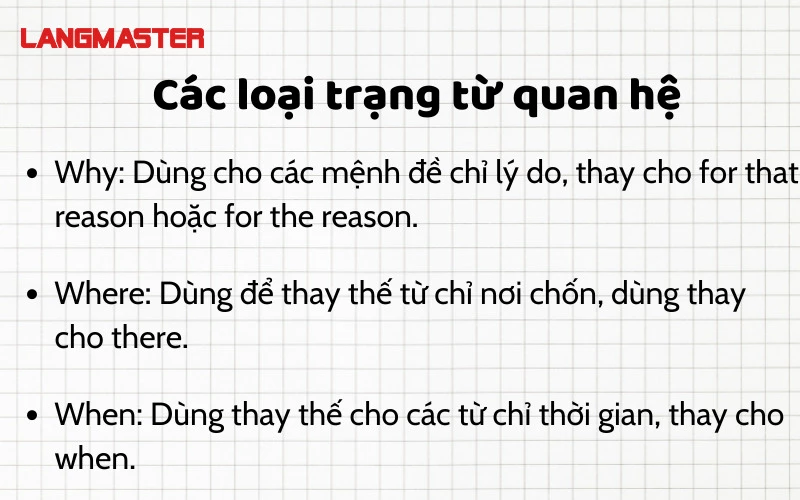 LANGMASTER
Các loại trạng từ quan hệ
• Why: Dùng cho các mệnh đề chỉ lý do, thay cho for that
reason hoặc for the reason.
• Where: Dùng để thay thế từ chỉ nơi chốn, dùng thay
cho there.
• When: Dùng thay thế cho các từ chỉ thời gian, thay cho
when.